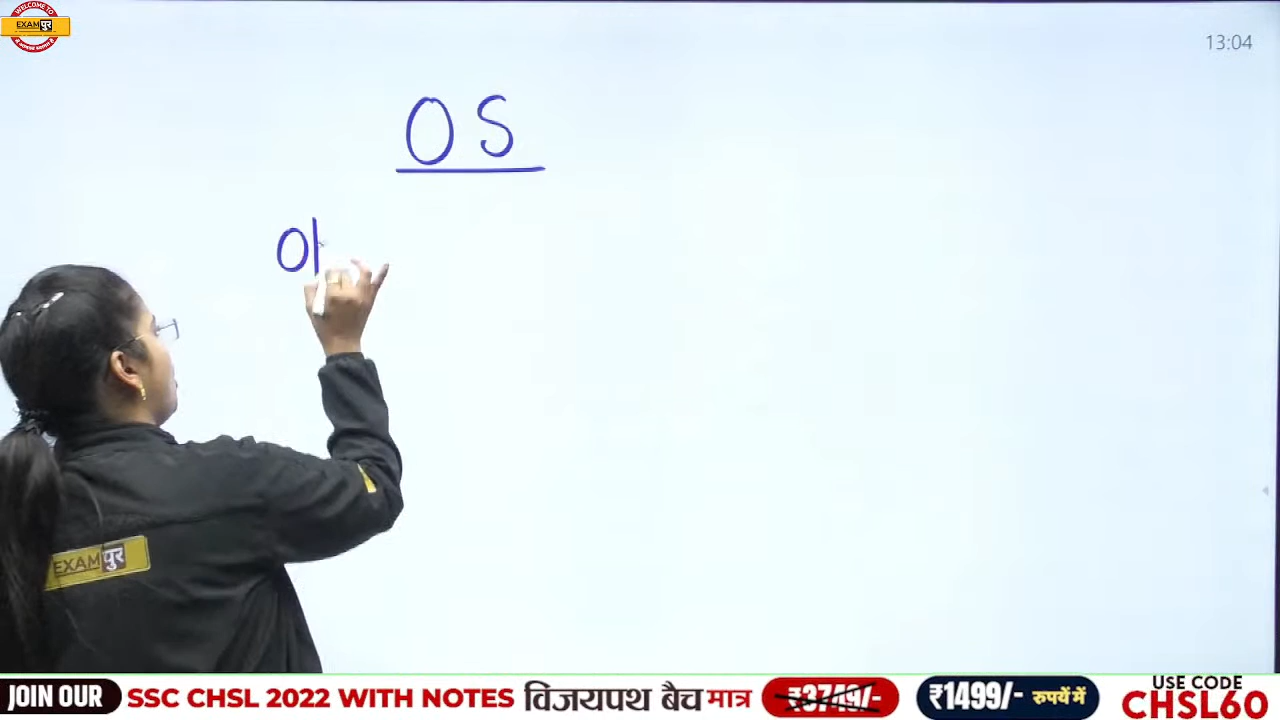 WELCOME TO
EXAMपुर
13:04
OS
O
EXAMपुर
JOIN OUR SSC CHSL 2022 WITH NOTES विजयपथ बैच मात्र ₹3749/- ₹1499/- रुपयें में USE CODE
CHSL60